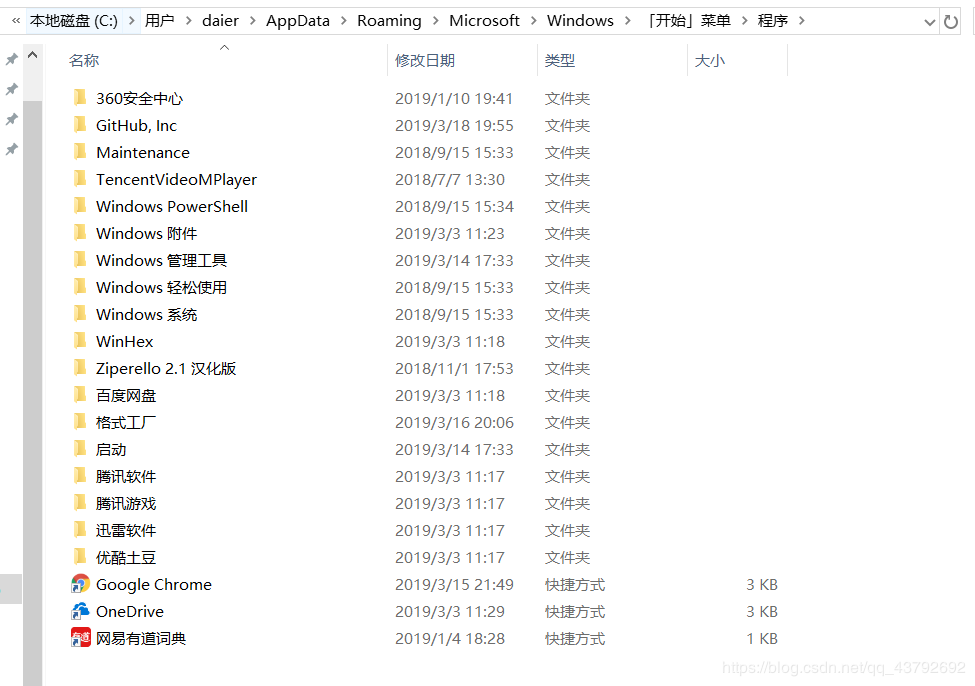 « 本地磁盘 (C:) > 用户 > daier > AppData > Roaming > Microsoft > Windows > 「开始」菜单 > 程序 >
名称 修改日期 类型 大小
360安全中心 2019/1/10 19:41 文件夹
GitHub, Inc 2019/3/18 19:55 文件夹
Maintenance 2018/9/15 15:33 文件夹
TencentVideoMPlayer 2018/7/7 13:30 文件夹
Windows PowerShell 2018/9/15 15:34 文件夹
Windows 附件 2019/3/3 11:23 文件夹
Windows 管理工具 2019/3/14 17:33 文件夹
Windows 轻松使用 2018/9/15 15:33 文件夹
Windows 系统 2018/9/15 15:33 文件夹
WinHex 2019/3/3 11:18 文件夹
Ziperello 2.1 汉化版 2018/11/1 17:53 文件夹
百度网盘 2019/3/3 11:18 文件夹
格式工厂 2019/3/16 20:06 文件夹
启动 2019/3/14 17:33 文件夹
腾讯软件 2019/3/3 11:17 文件夹
腾讯游戏 2019/3/3 11:17 文件夹
迅雷软件 2019/3/3 11:17 文件夹
优酷土豆 2019/3/3 11:17 文件夹
Google Chrome 2019/3/15 21:49 快捷方式 3 KB
OneDrive 2019/3/3 11:29 快捷方式 3 KB
有道 网易有道词典 2019/1/4 18:28 快捷方式 1 KB
https://blog.csdn.net/qq_43792692